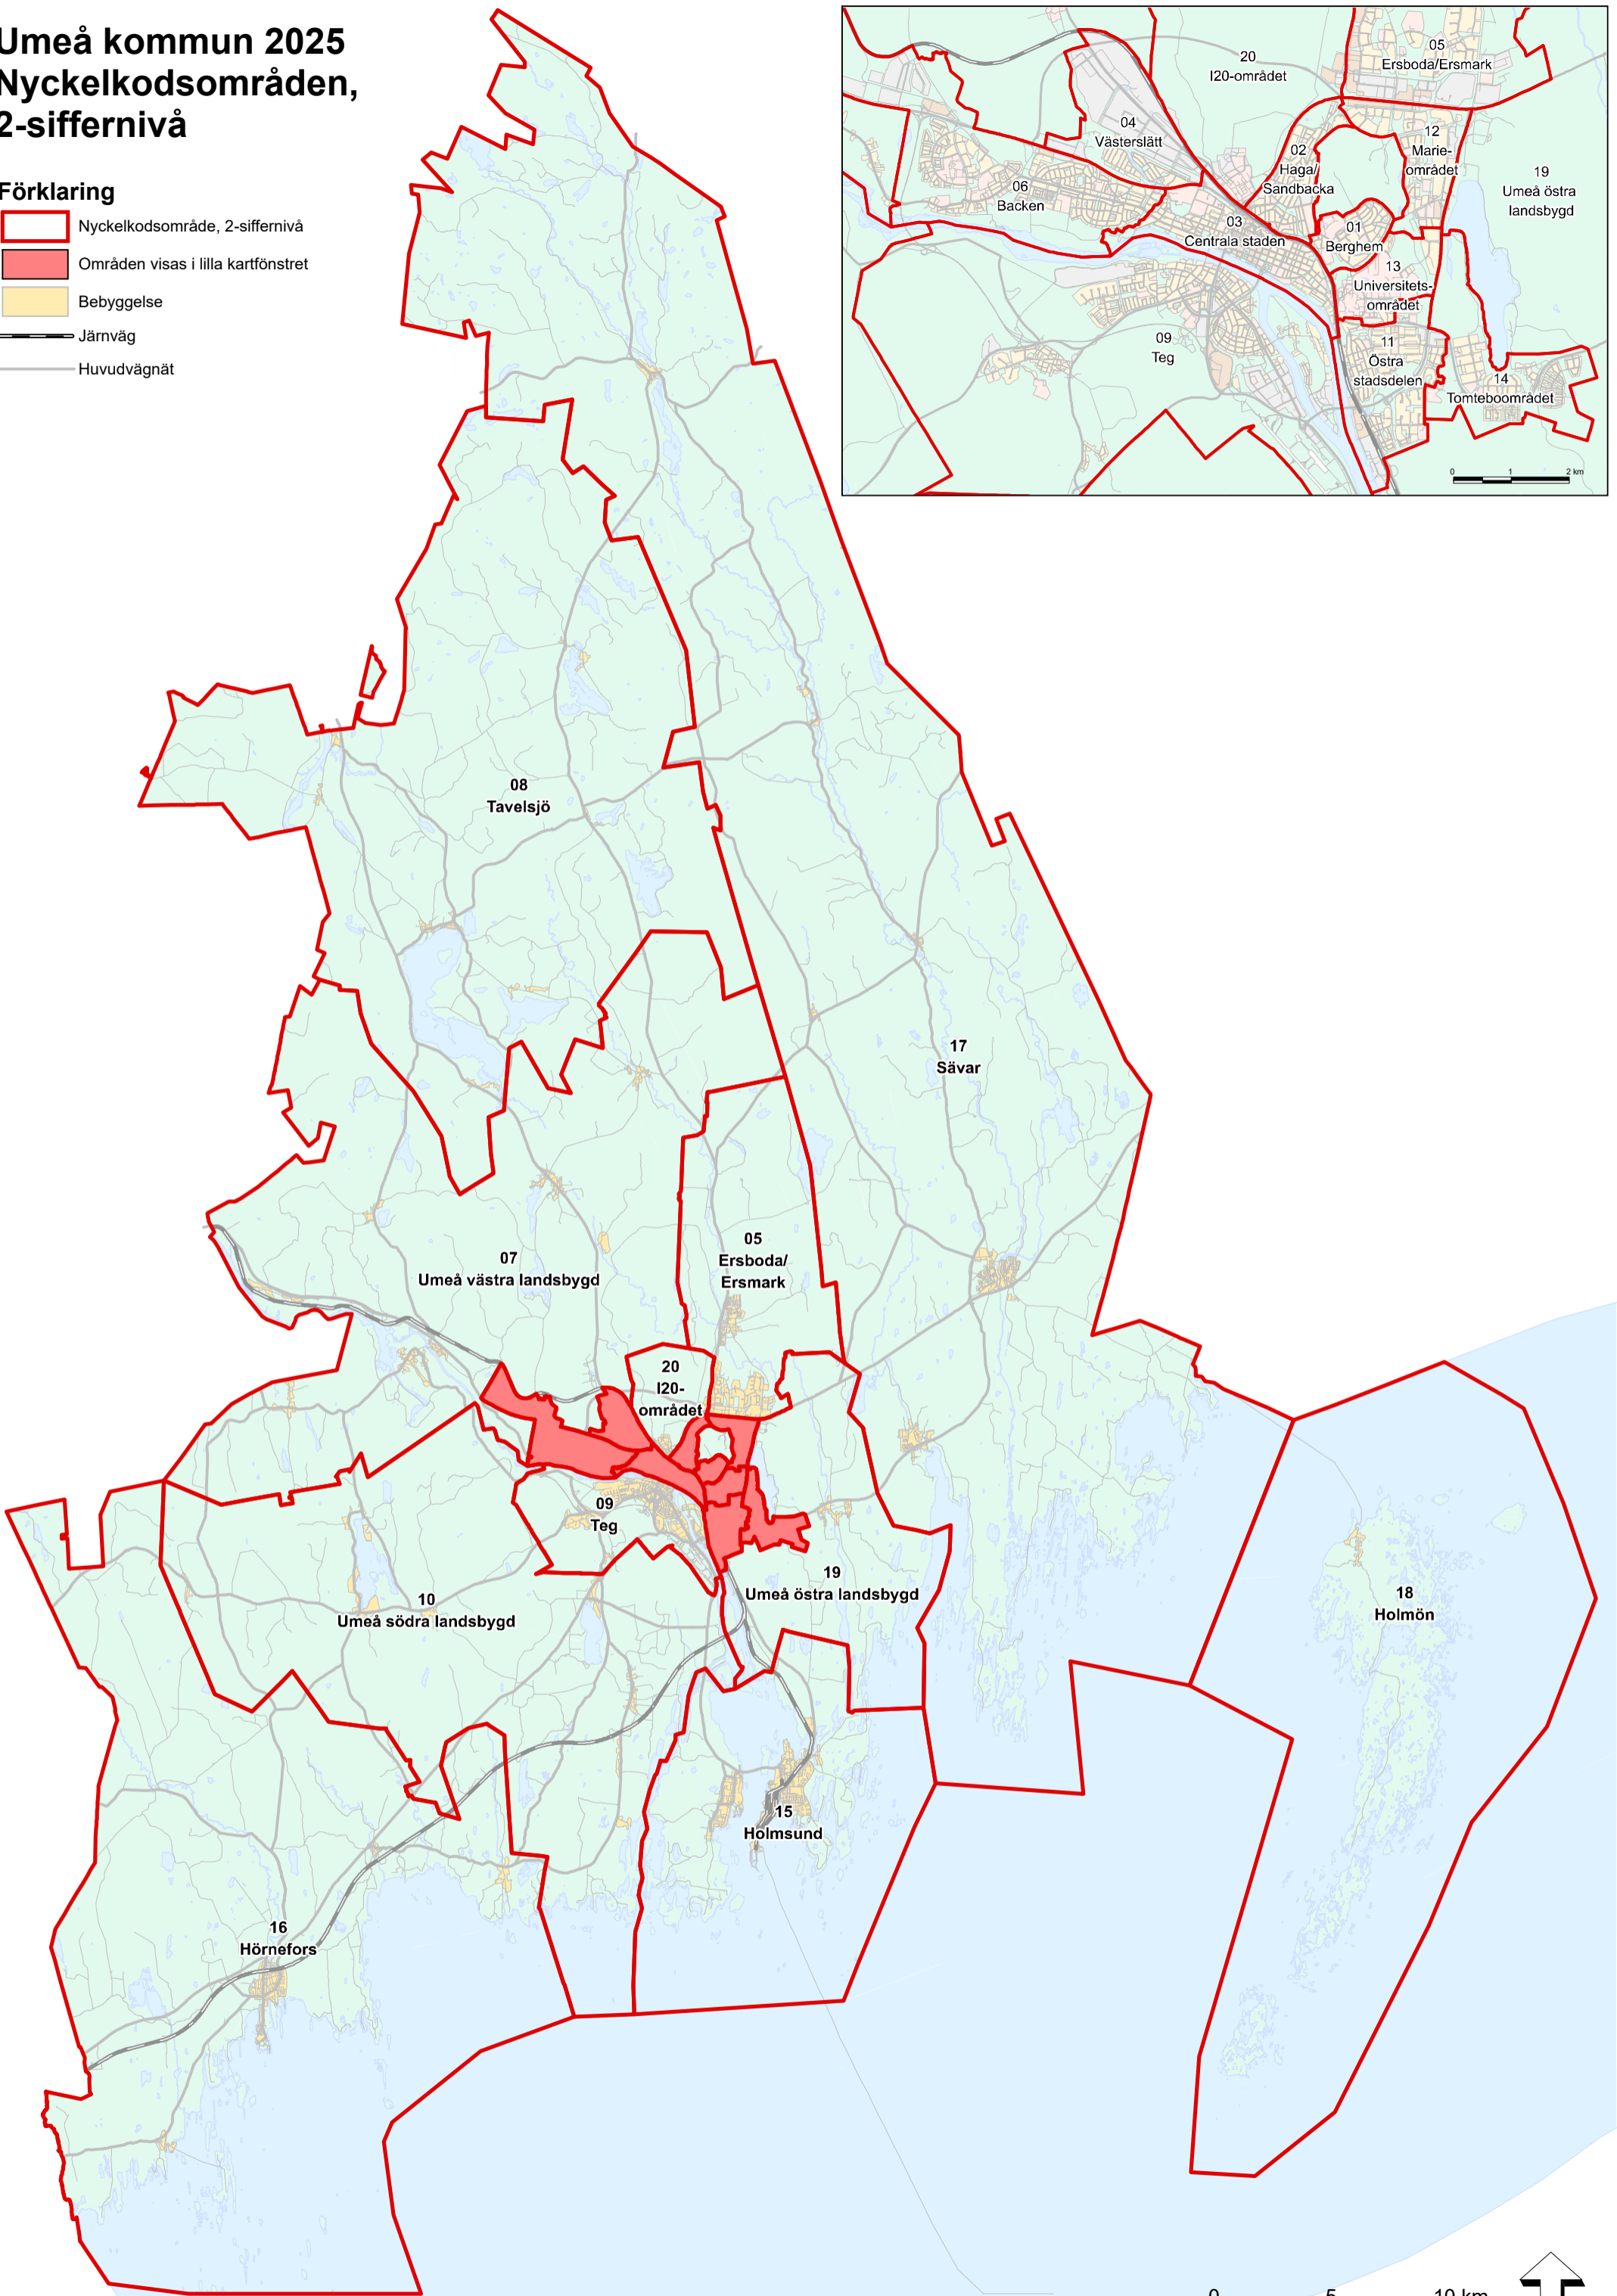 Umeå kommun 2025
Nyckelkodsområden,
2-siffernivå
Förklaring
Nyckelkodsområde, 2-siffernivå
Områden visas i lilla kartfönstret
Bebyggelse
Järnväg
Huvudvägnät
20
I20-området
05
Ersboda/Ersmark
04
Västerslätt
02
Haga/
Sandbacka
12
Marie-
området
19
Umeå östra
landsbygd
06
Backen
03
Centrala staden
01
Berghem
13
Universitets-
området
09
Teg
11
Östra
stadsdelen
14
Tomteboområdet
0 1 2 km
08
Tavelsjö
17
Sävar
07
Umeå västra landsbygd
05
Ersboda/
Ersmark
20
I20-
området
09
Teg
19
Umeå östra landsbygd
10
Umeå södra landsbygd
18
Holmön
15
Holmsund
16
Hörnefors
0 5 10 km